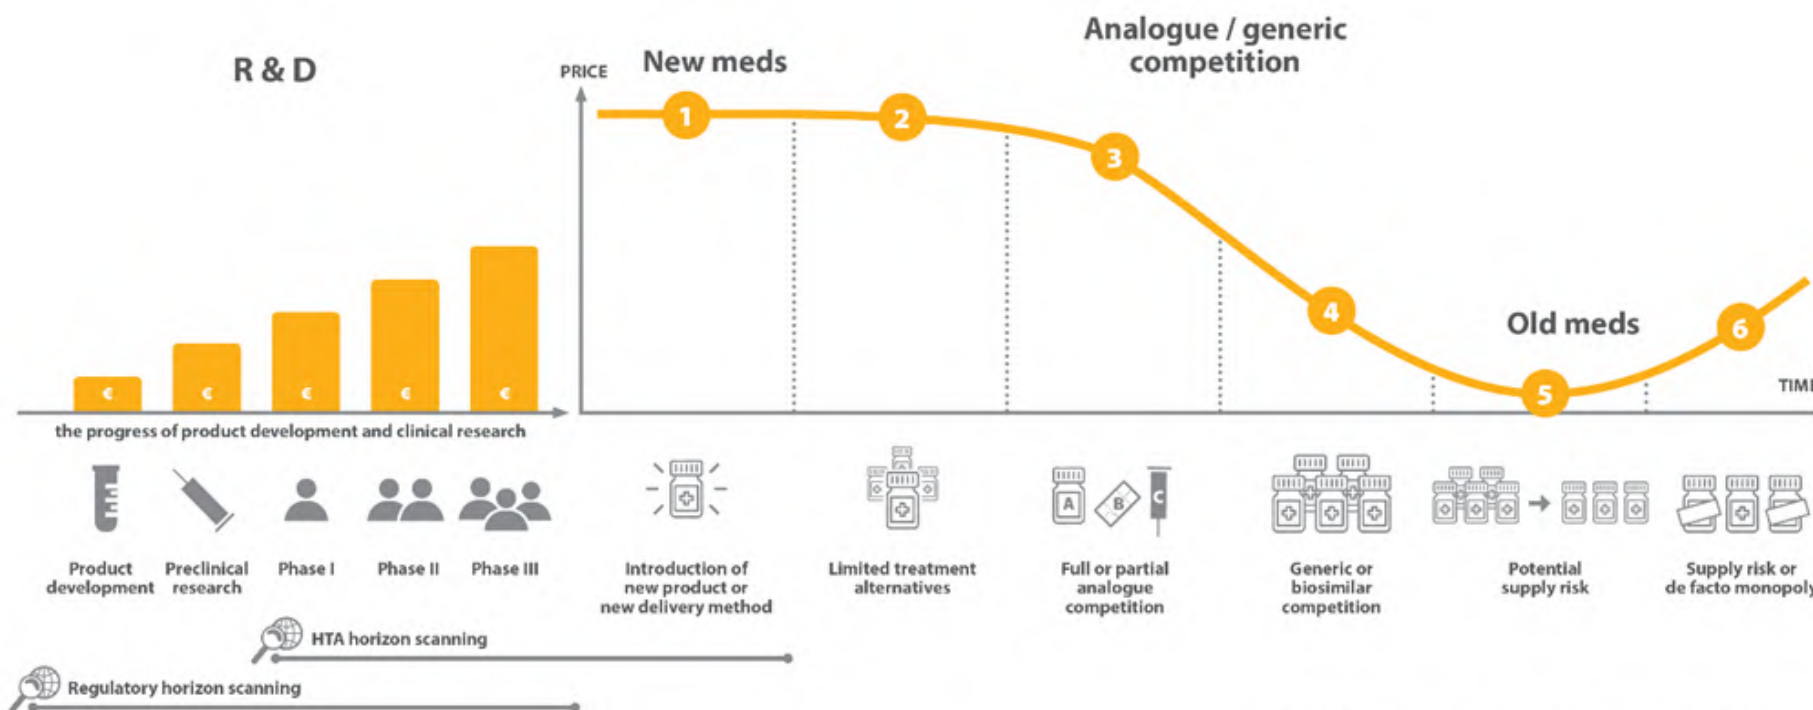 R & D
PRICE
New meds
Analogue / generic
competition
1
2
3
4
5
6
Old meds
€
€
€
€
€
the progress of product development and clinical research
Product
development
Preclinical
research
Phase I
Phase II
Phase III
Introduction of
new product or
new delivery method
Limited treatment
alternatives
A
B
C
Full or partial
analogue
competition
Generic or
biosimilar
competition
Potential
supply risk
Supply risk or
de facto monopoly
HTA horizon scanning
Regulatory horizon scanning